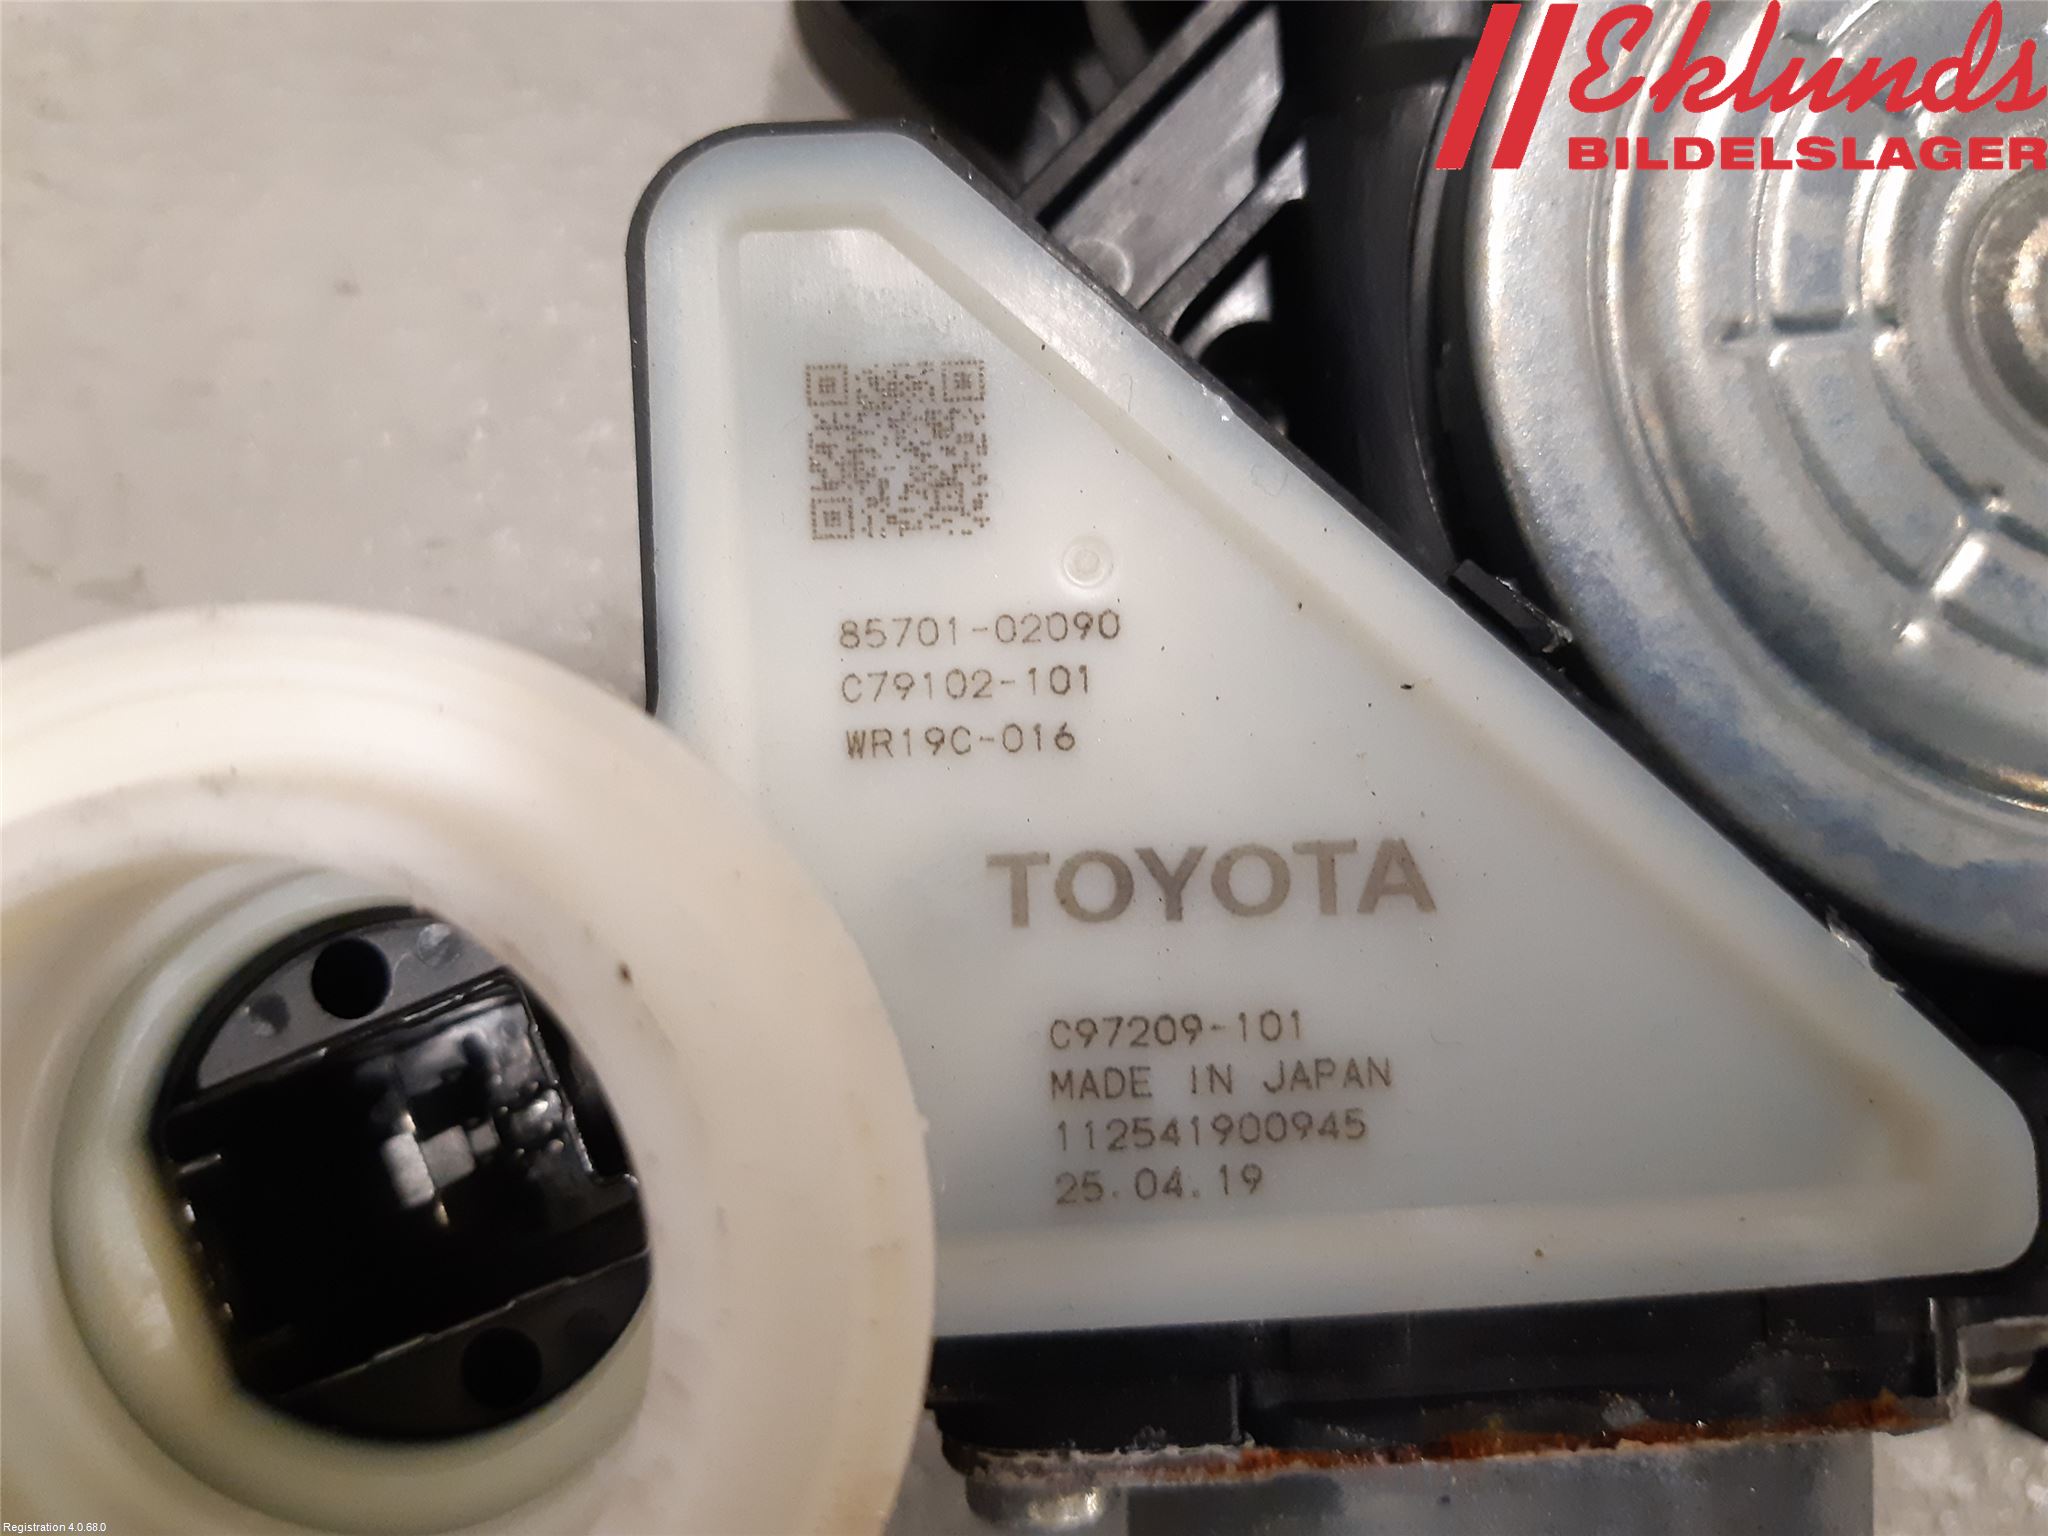 Eklunds
BILDELSLAGER
85701-02090
C79102-101
WR19C-016
TOYOTA
C97209-101
MADE IN JAPAN
112541900945
25.04.19
Registration 4.0.68.0